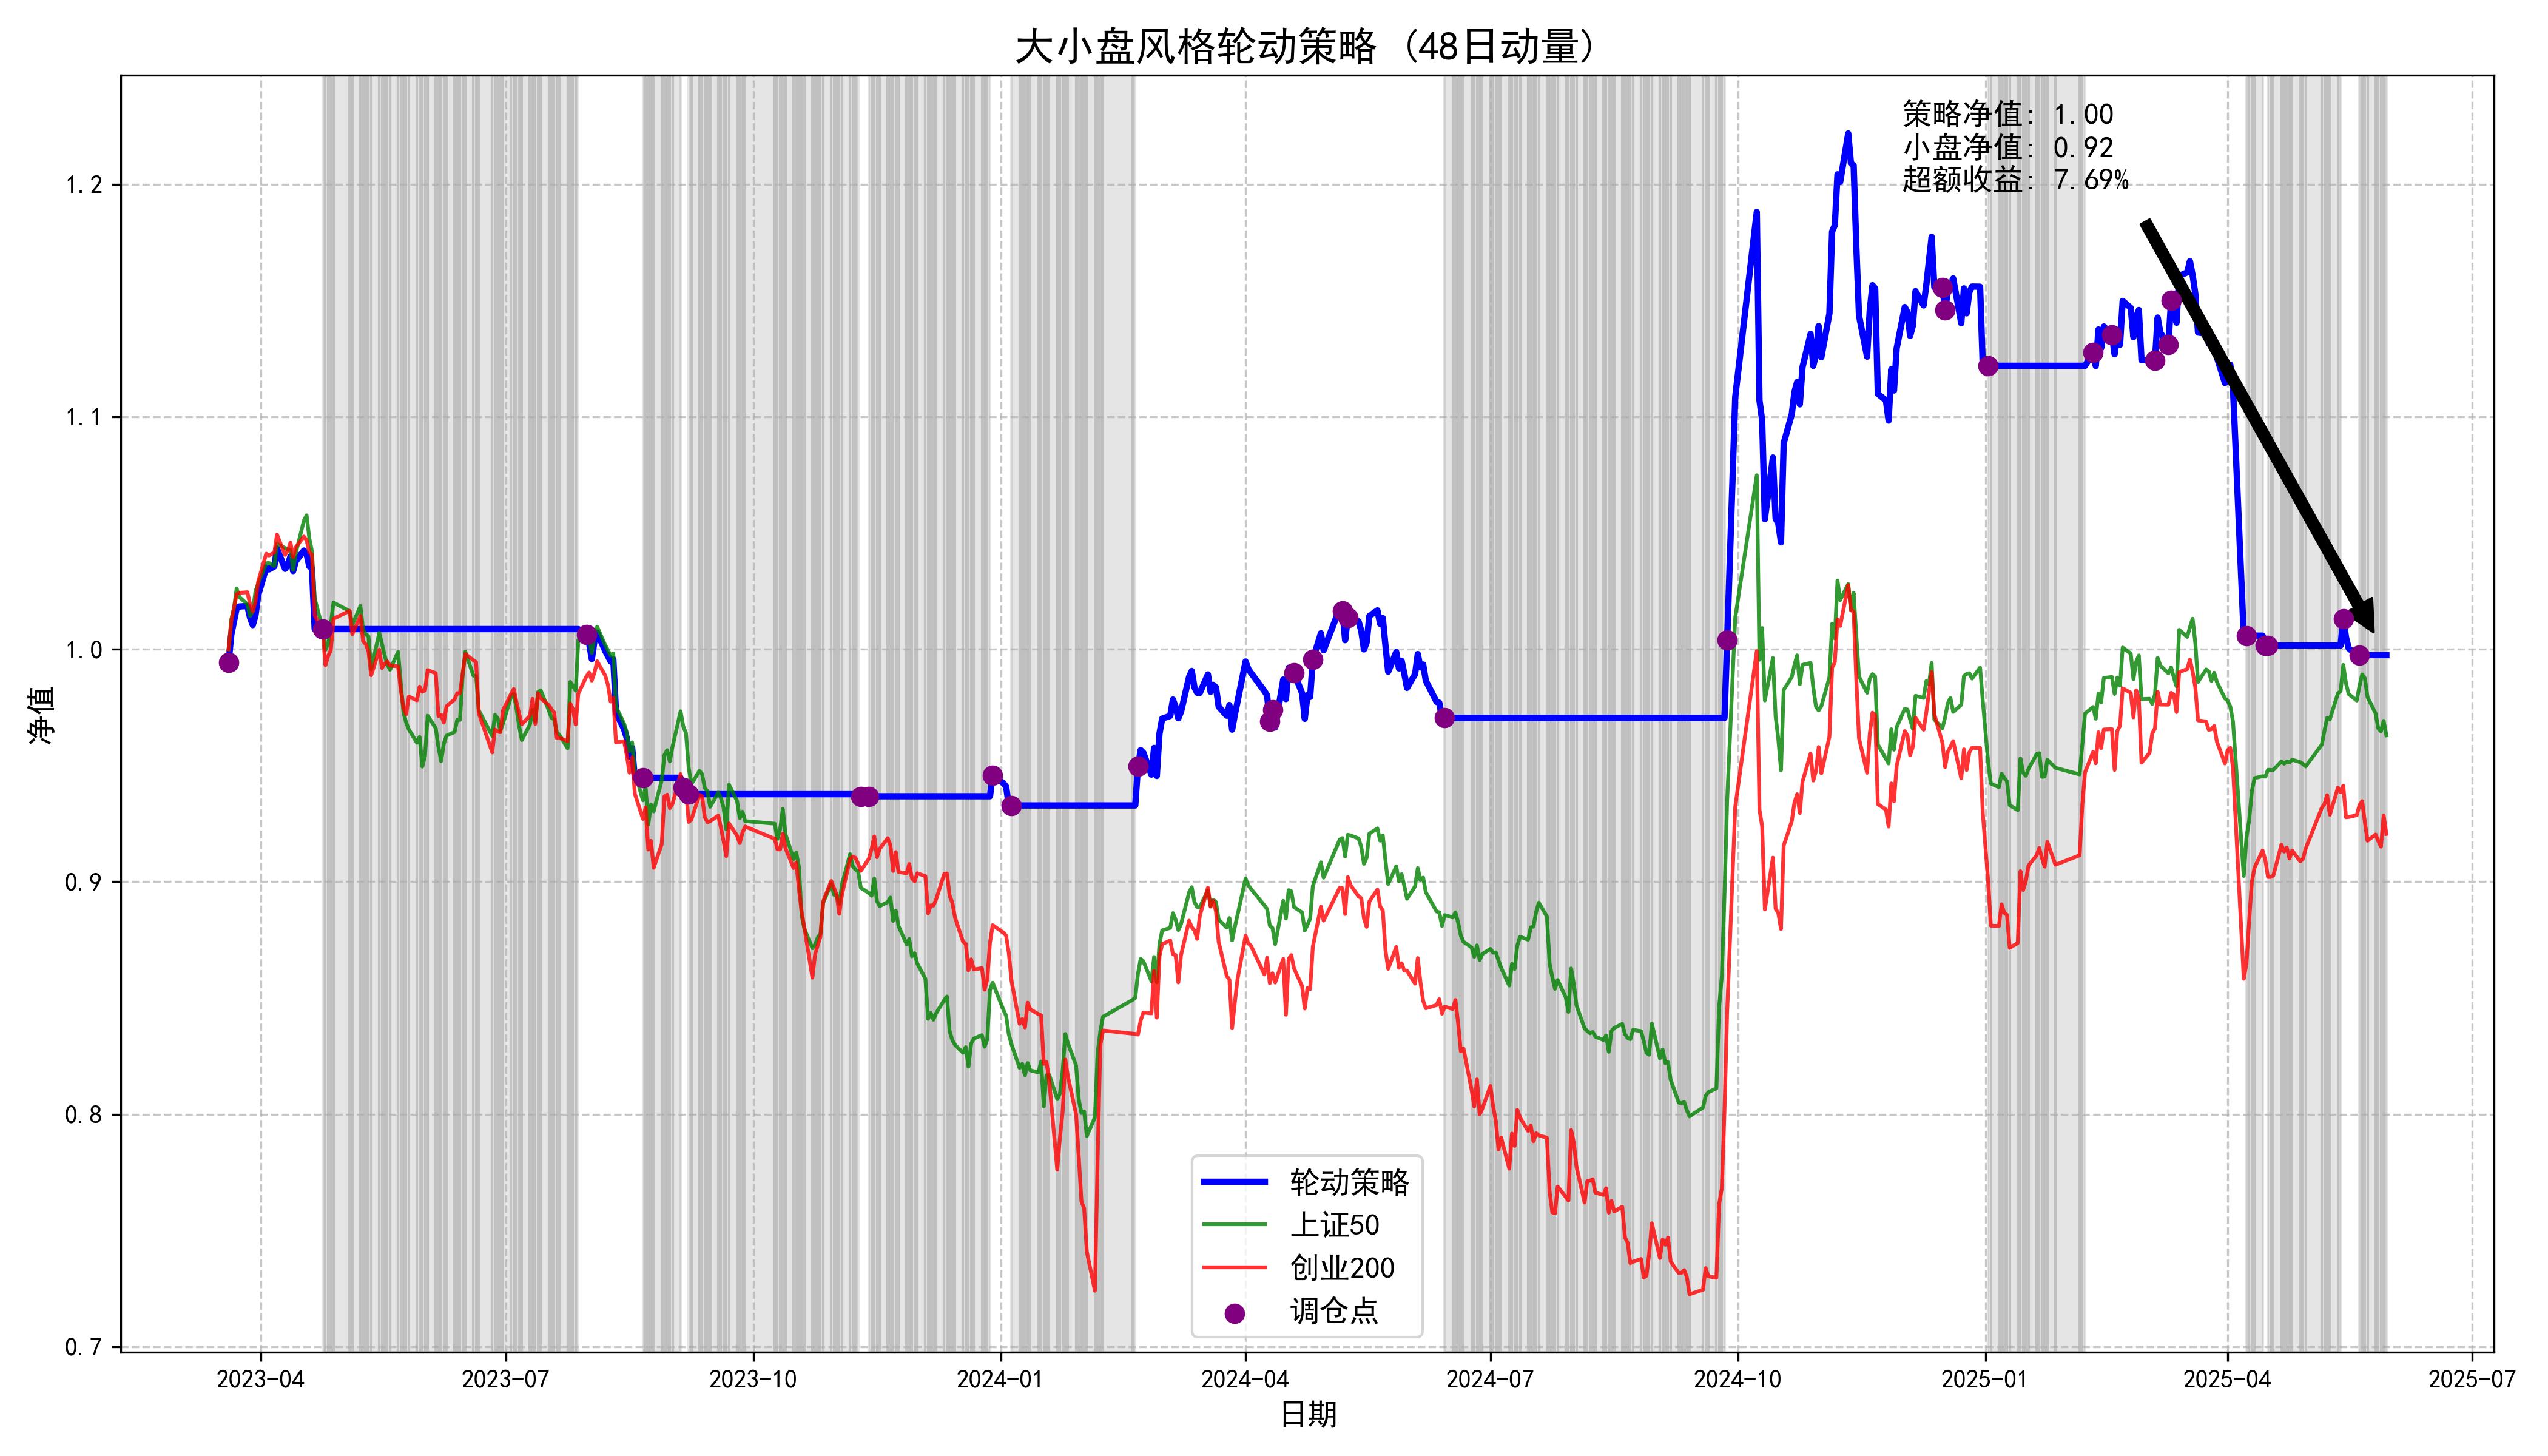 大小盘风格轮动策略 (48日动量)
策略净值: 1.00
小盘净值: 0.92
超额收益: 7.69%
净值
1.2
1.1
1.0
0.9
0.8
0.7
轮动策略
上证50
创业200
调仓点
2023-04
2023-07
2023-10
2024-01
2024-04
2024-07
2024-10
2025-01
2025-04
2025-07
日期